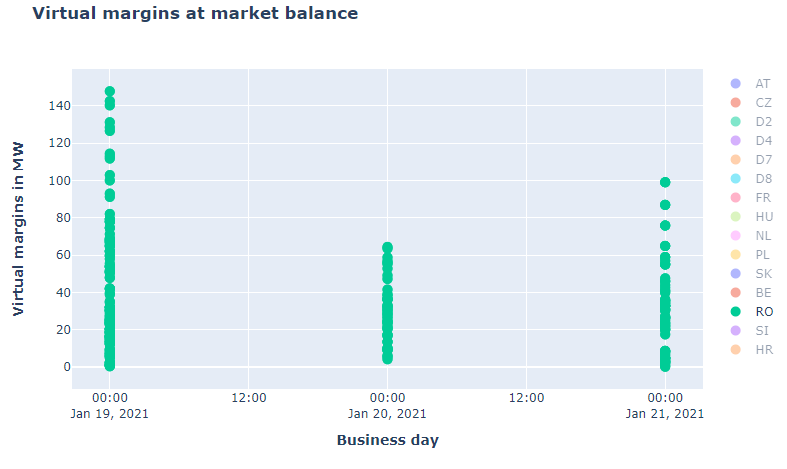 Virtual margins at market balance
Virtual margins in MW
140
120
100
80
60
40
20
0
00:00
Jan 19, 2021
12:00
00:00
Jan 20, 2021
12:00
00:00
Jan 21, 2021
Business day
AT
CZ
D2
D4
D7
D8
FR
HU
NL
PL
SK
BE
RO
SI
HR